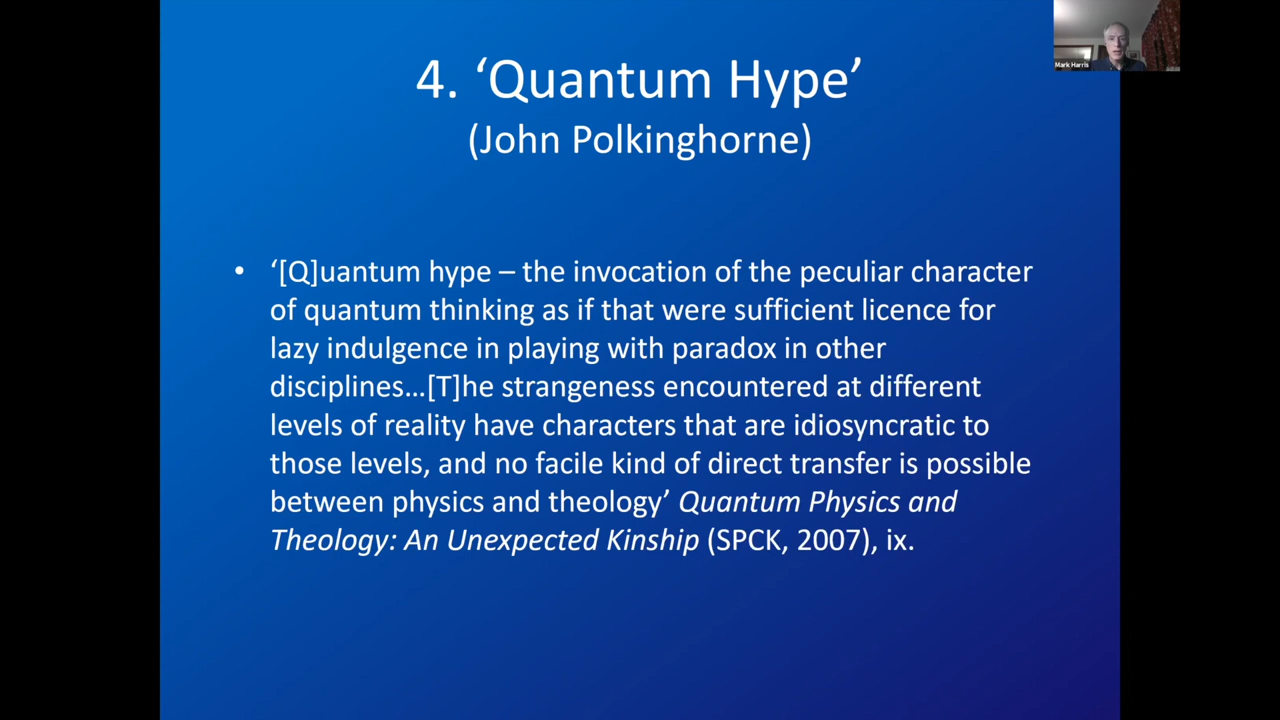 4. ‘Quantum Hype’
(John Polkinghorne)
• ‘[Q]uantum hype – the invocation of the peculiar character
of quantum thinking as if that were sufficient licence for
lazy indulgence in playing with paradox in other
disciplines…[T]he strangeness encountered at different
levels of reality have characters that are idiosyncratic to
those levels, and no facile kind of direct transfer is possible
between physics and theology’ Quantum Physics and
Theology: An Unexpected Kinship (SPCK, 2007), ix.
Mark Harris